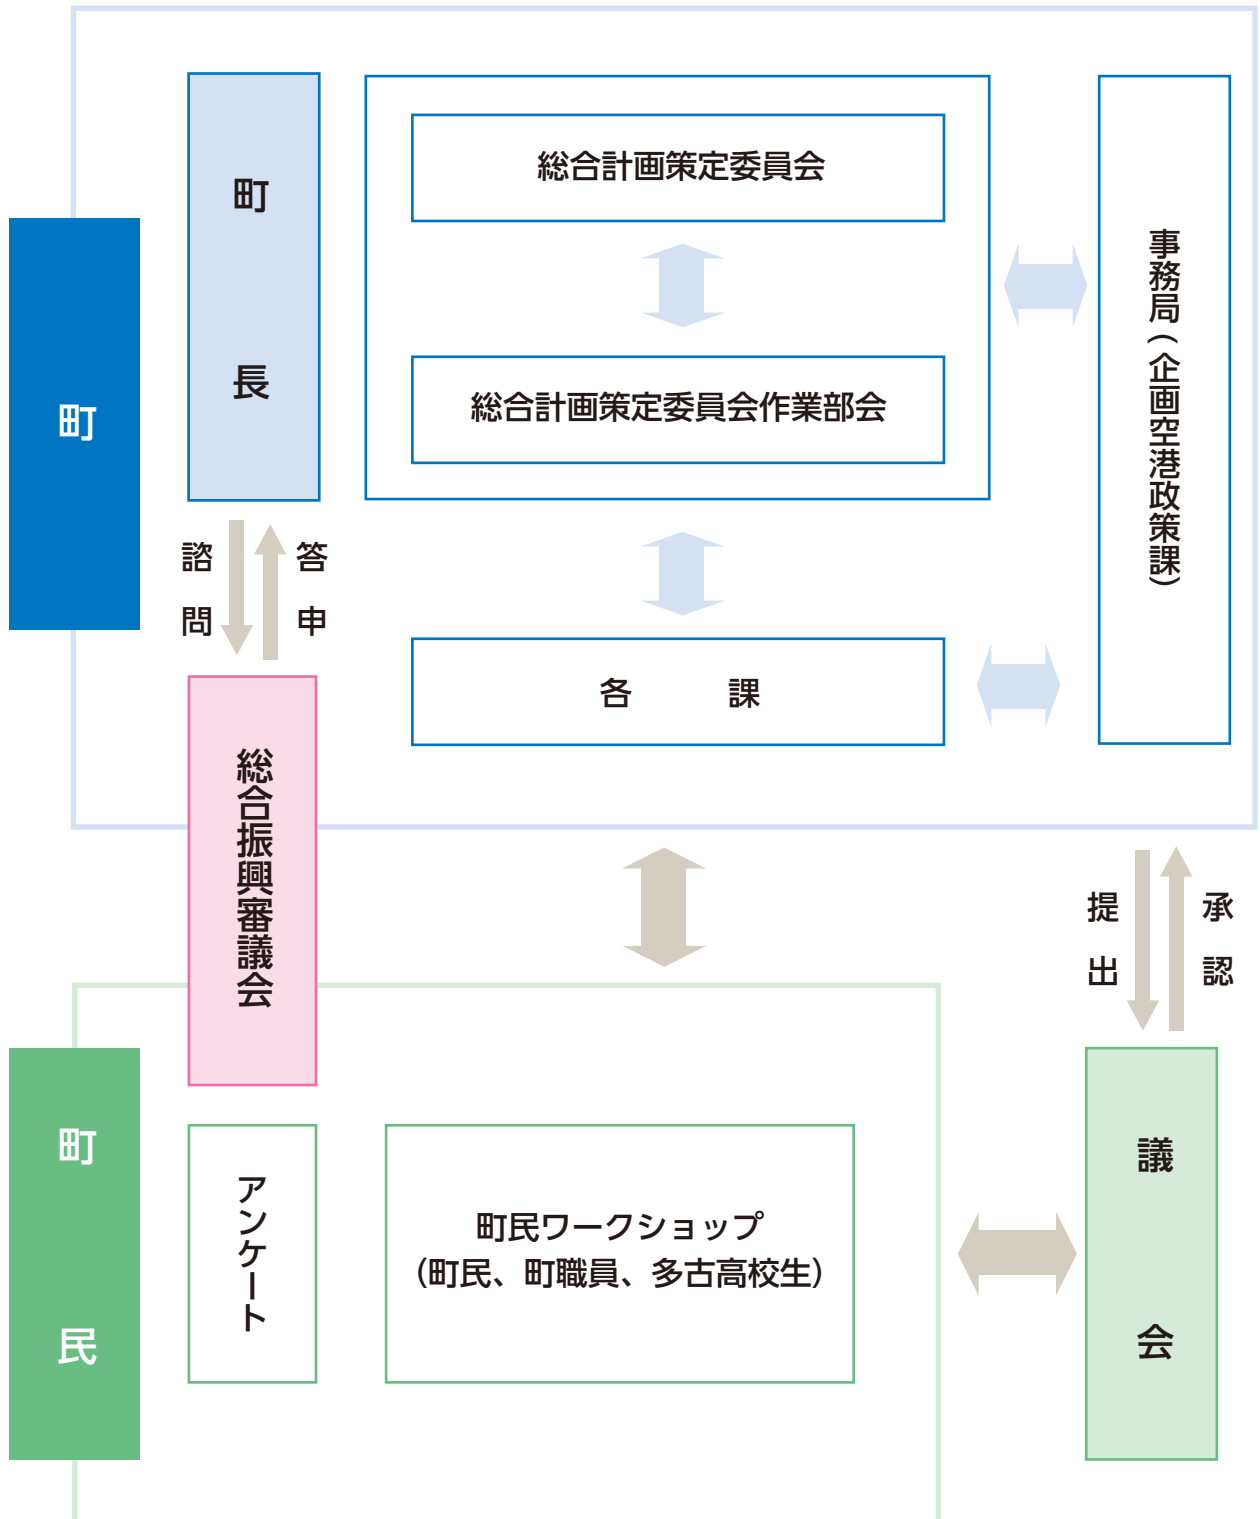 町
町長
総合計画策定委員会
総合計画策定委員会作業部会
事務局(企画空港政策課)
諮問
答申
各課
総合振興審議会
提出
承認
町民
アンケート
町民ワークショップ
(町民、町職員、多古高校生)
議会